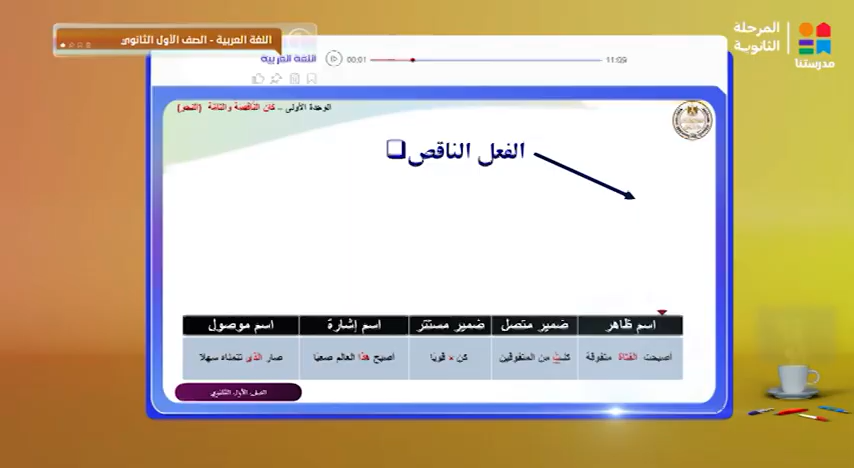 اللغة العربية - الصف الأول الثانوي
المرحلة
الثانوية
مدرستنا
اللغة العربية
00:01
11:09
الوحدة الأولى .. كان الناقصة والتامة (النحو)
الفعل الناقص
اسم ظاهر
ضمير متصل
ضمير مستتر
اسم إشارة
اسم موصول
أصبحت الفتاة متفوقة
كنت من المتفوقين
كن × قويا
أصبح هذا العالم صعبا
صار الذي نتمناه سهلا
الصف الأول الثانوي